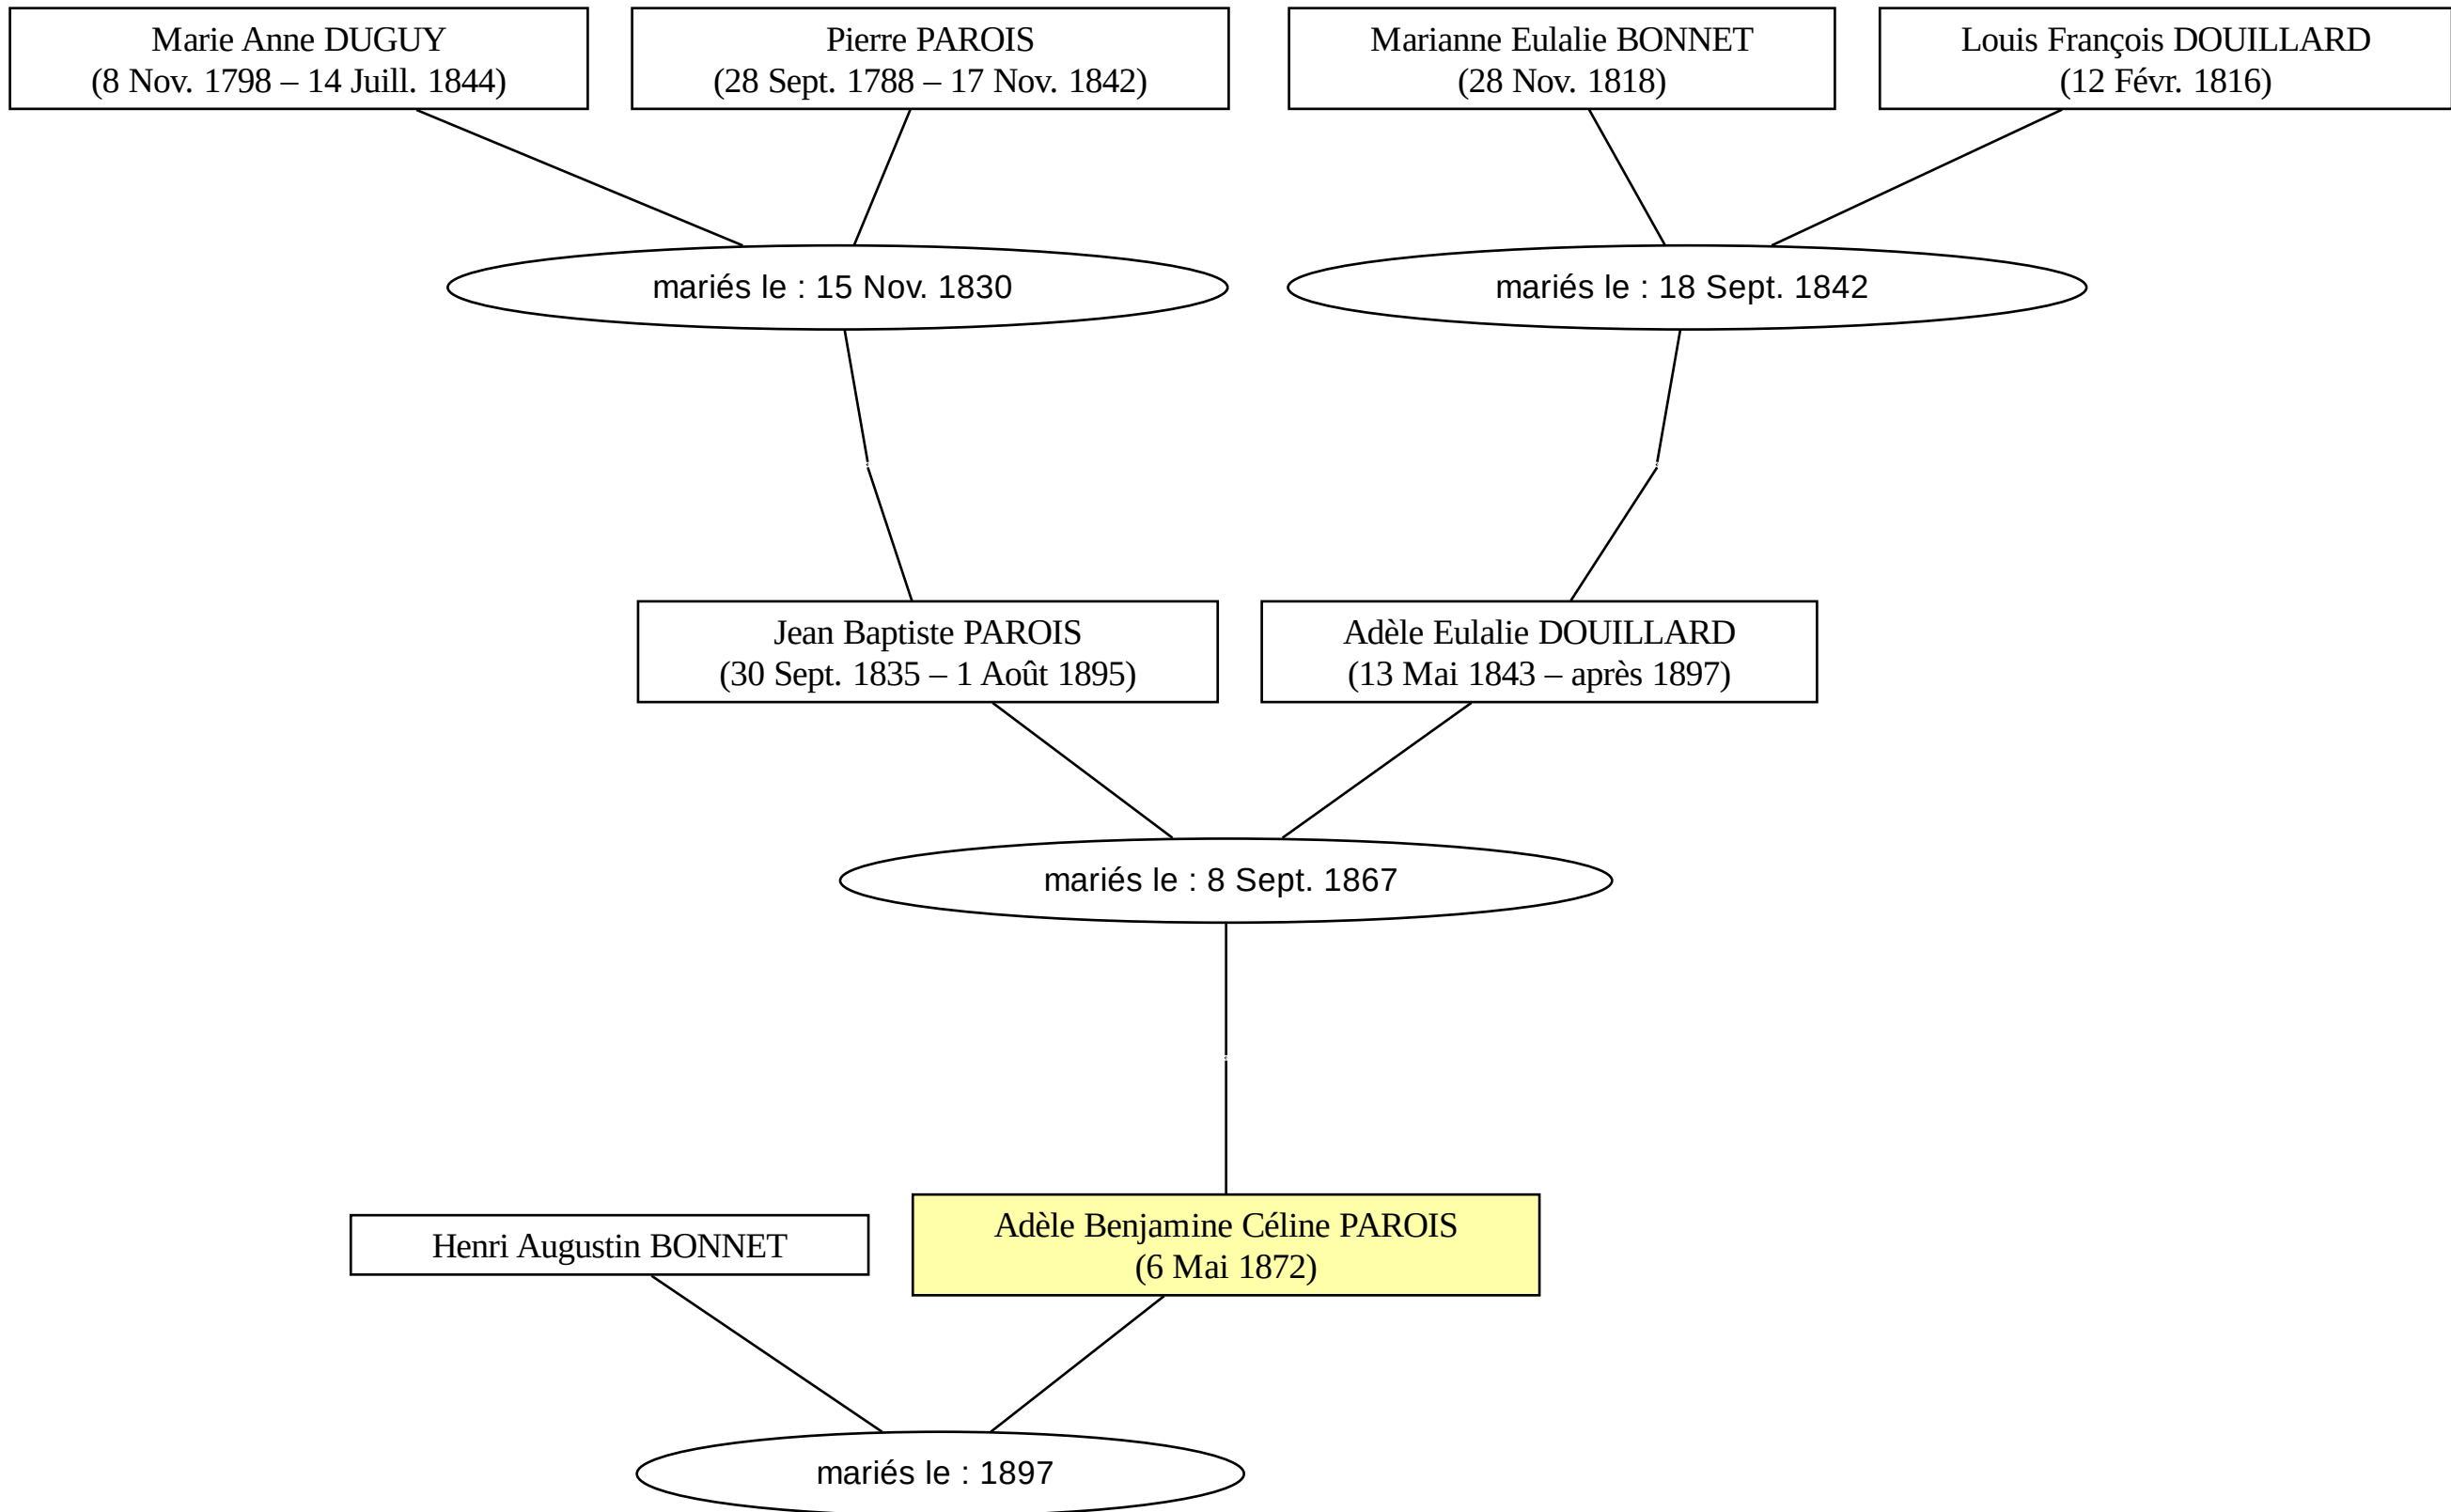 Marie Anne DUGUY
(8 Nov. 1798 – 14 Juill. 1844)
Pierre PAROIS
(28 Sept. 1788 – 17 Nov. 1842)
Marianne Eulalie BONNET
(28 Nov. 1818)
Louis François DOUILLARD
(12 Févr. 1816)
mariés le : 15 Nov. 1830
mariés le : 18 Sept. 1842
Jean Baptiste PAROIS
(30 Sept. 1835 – 1 Août 1895)
Adèle Eulalie DOUILLARD
(13 Mai 1843 – après 1897)
mariés le : 8 Sept. 1867
Henri Augustin BONNET
Adèle Benjamine Céline PAROIS
(6 Mai 1872)
mariés le : 1897